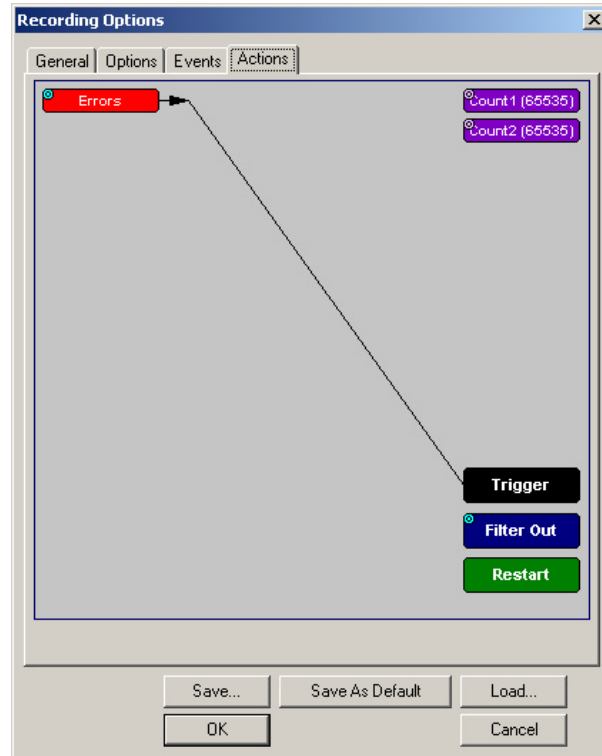 Recording Options
General Options Events Actions
Errors
Count1 (65535)
Count2 (65535)
Trigger
Filter Out
Restart
Save... Save As Default Load...
OK Cancel